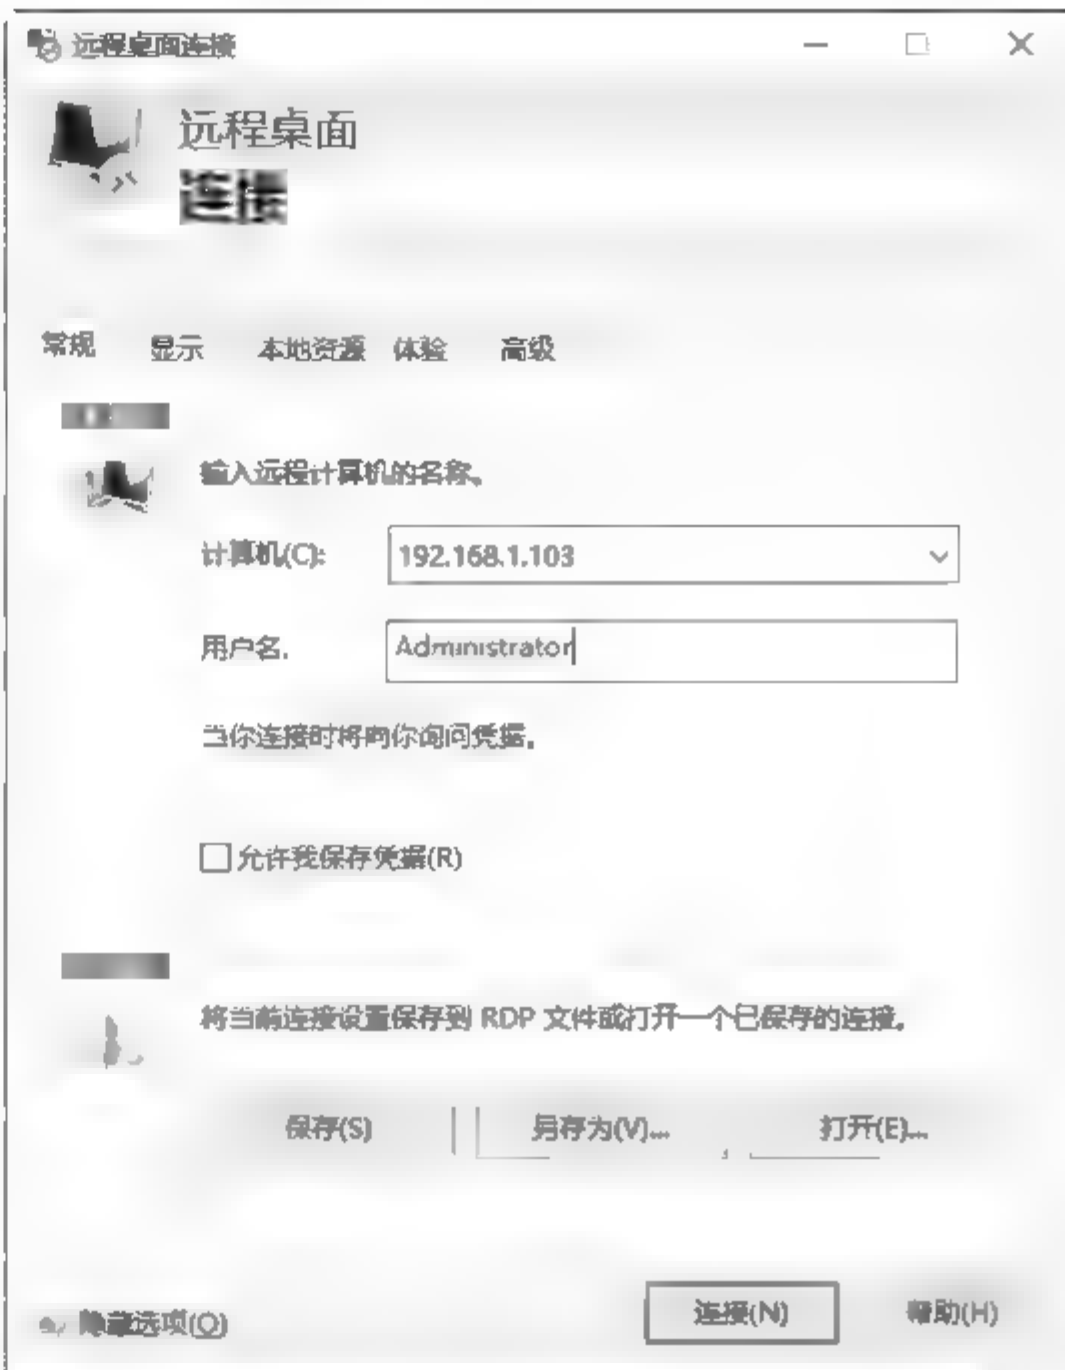 远程桌面连接
远程桌面
连接
常规 显示 本地资源 体验 高级
输入远程计算机的名称。
计算机(C): 192.168.1.103
用户名: Administrator
当你连接时将向你询问凭据。
允许我保存凭据(R)
将当前连接设置保存到 RDP 文件或打开一个已保存的连接。
保存(S) 另存为(V)... 打开(E)...
隐藏选项(O) 连接(N) 帮助(H)